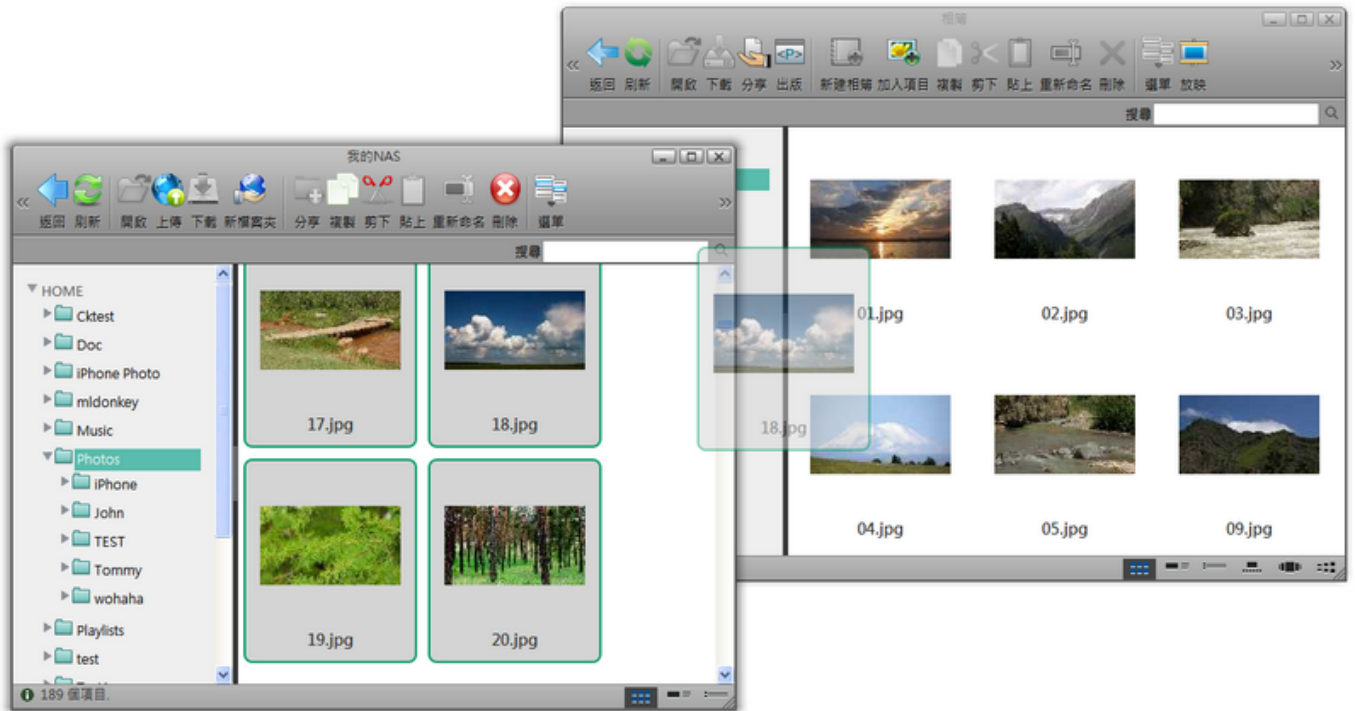 相簿
返回 刷新 開啟 下載 分享 出版 新建相簿 加入項目 複製 剪下 貼上 重新命名 刪除 選單 放映
搜尋
01.jpg 02.jpg 03.jpg
04.jpg 05.jpg 09.jpg
我的NAS
返回 刷新 開啟 上傳 下載 新檔案夾 分享 複製 剪下 貼上 重新命名 刪除 選單
搜尋
HOME
Cktest
Doc
iPhone Photo
mldonkey
Music
Photos
iPhone
John
TEST
Tommy
wohaha
Playlists
test
17.jpg 18.jpg
19.jpg 20.jpg
18.jpg
189 個項目.